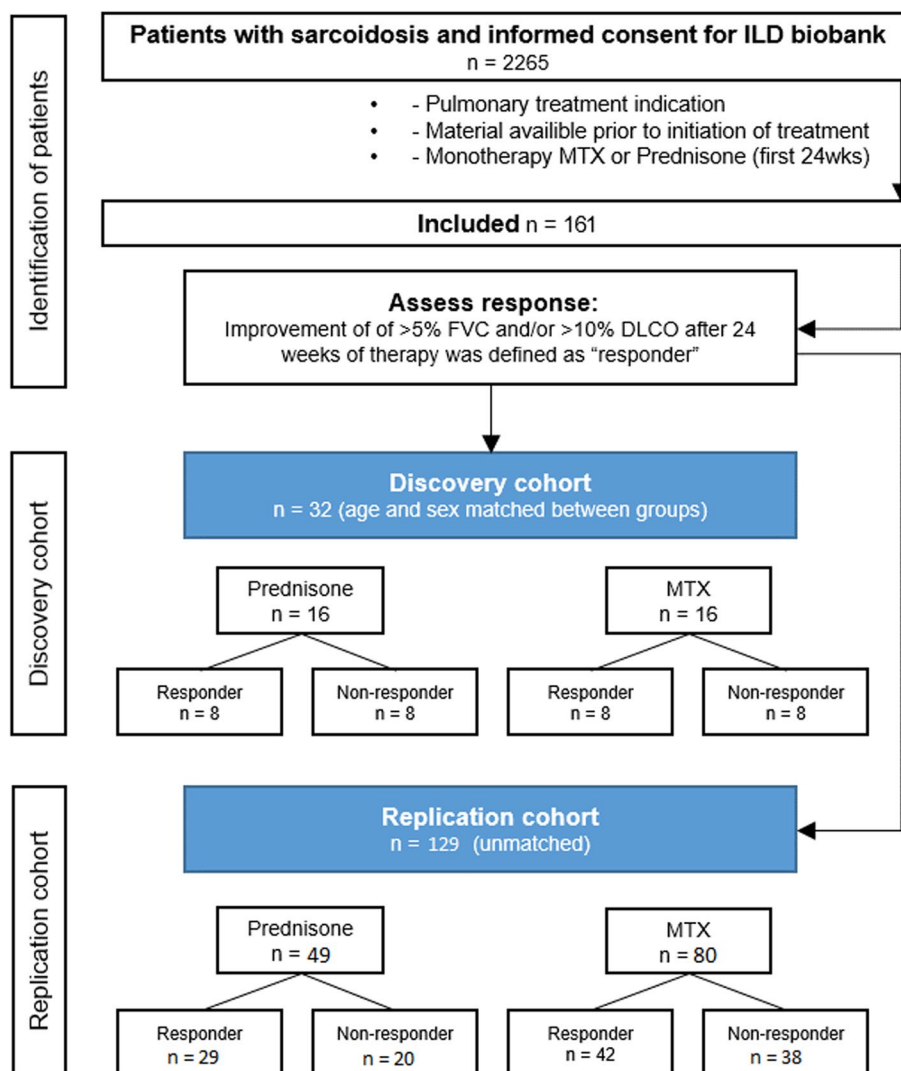 Identification of patients
Patients with sarcoidosis and informed consent for ILD biobank
n = 2265
• - Pulmonary treatment indication
• - Material availible prior to initiation of treatment
• - Monotherapy MTX or Prednisone (first 24wks)
Included n = 161
Assess response:
Improvement of of >5% FVC and/or >10% DLCO after 24
weeks of therapy was defined as “responder”
Discovery cohort
Discovery cohort
n = 32 (age and sex matched between groups)
Prednisone
n = 16
MTX
n = 16
Responder
n = 8
Non-responder
n = 8
Responder
n = 8
Non-responder
n = 8
Replication cohort
Replication cohort
n = 129 (unmatched)
Prednisone
n = 49
MTX
n = 80
Responder
n = 29
Non-responder
n = 20
Responder
n = 42
Non-responder
n = 38